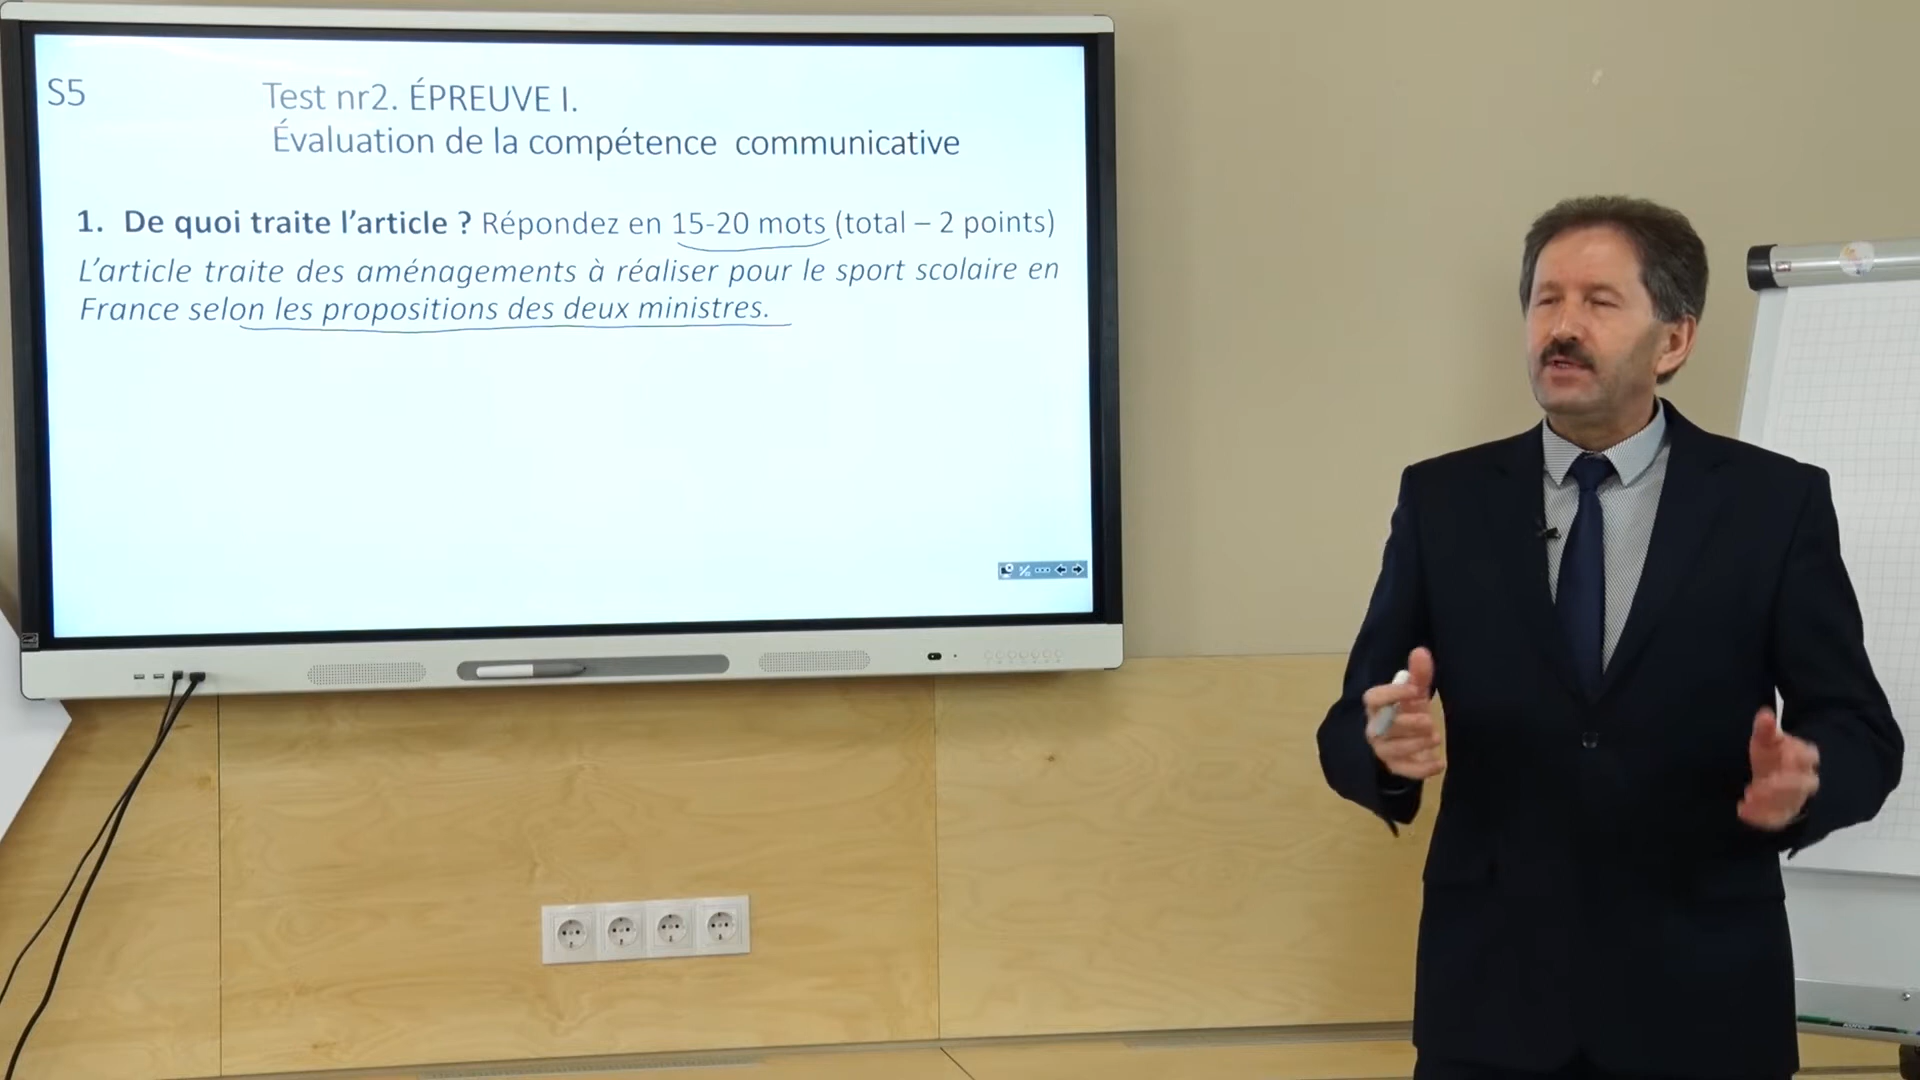 S5
Test nr2. ÉPREUVE I.
Évaluation de la compétence communicative
1. De quoi traite l’article ? Répondez en 15-20 mots (total – 2 points)
L’article traite des aménagements à réaliser pour le sport scolaire en
France selon les propositions des deux ministres.